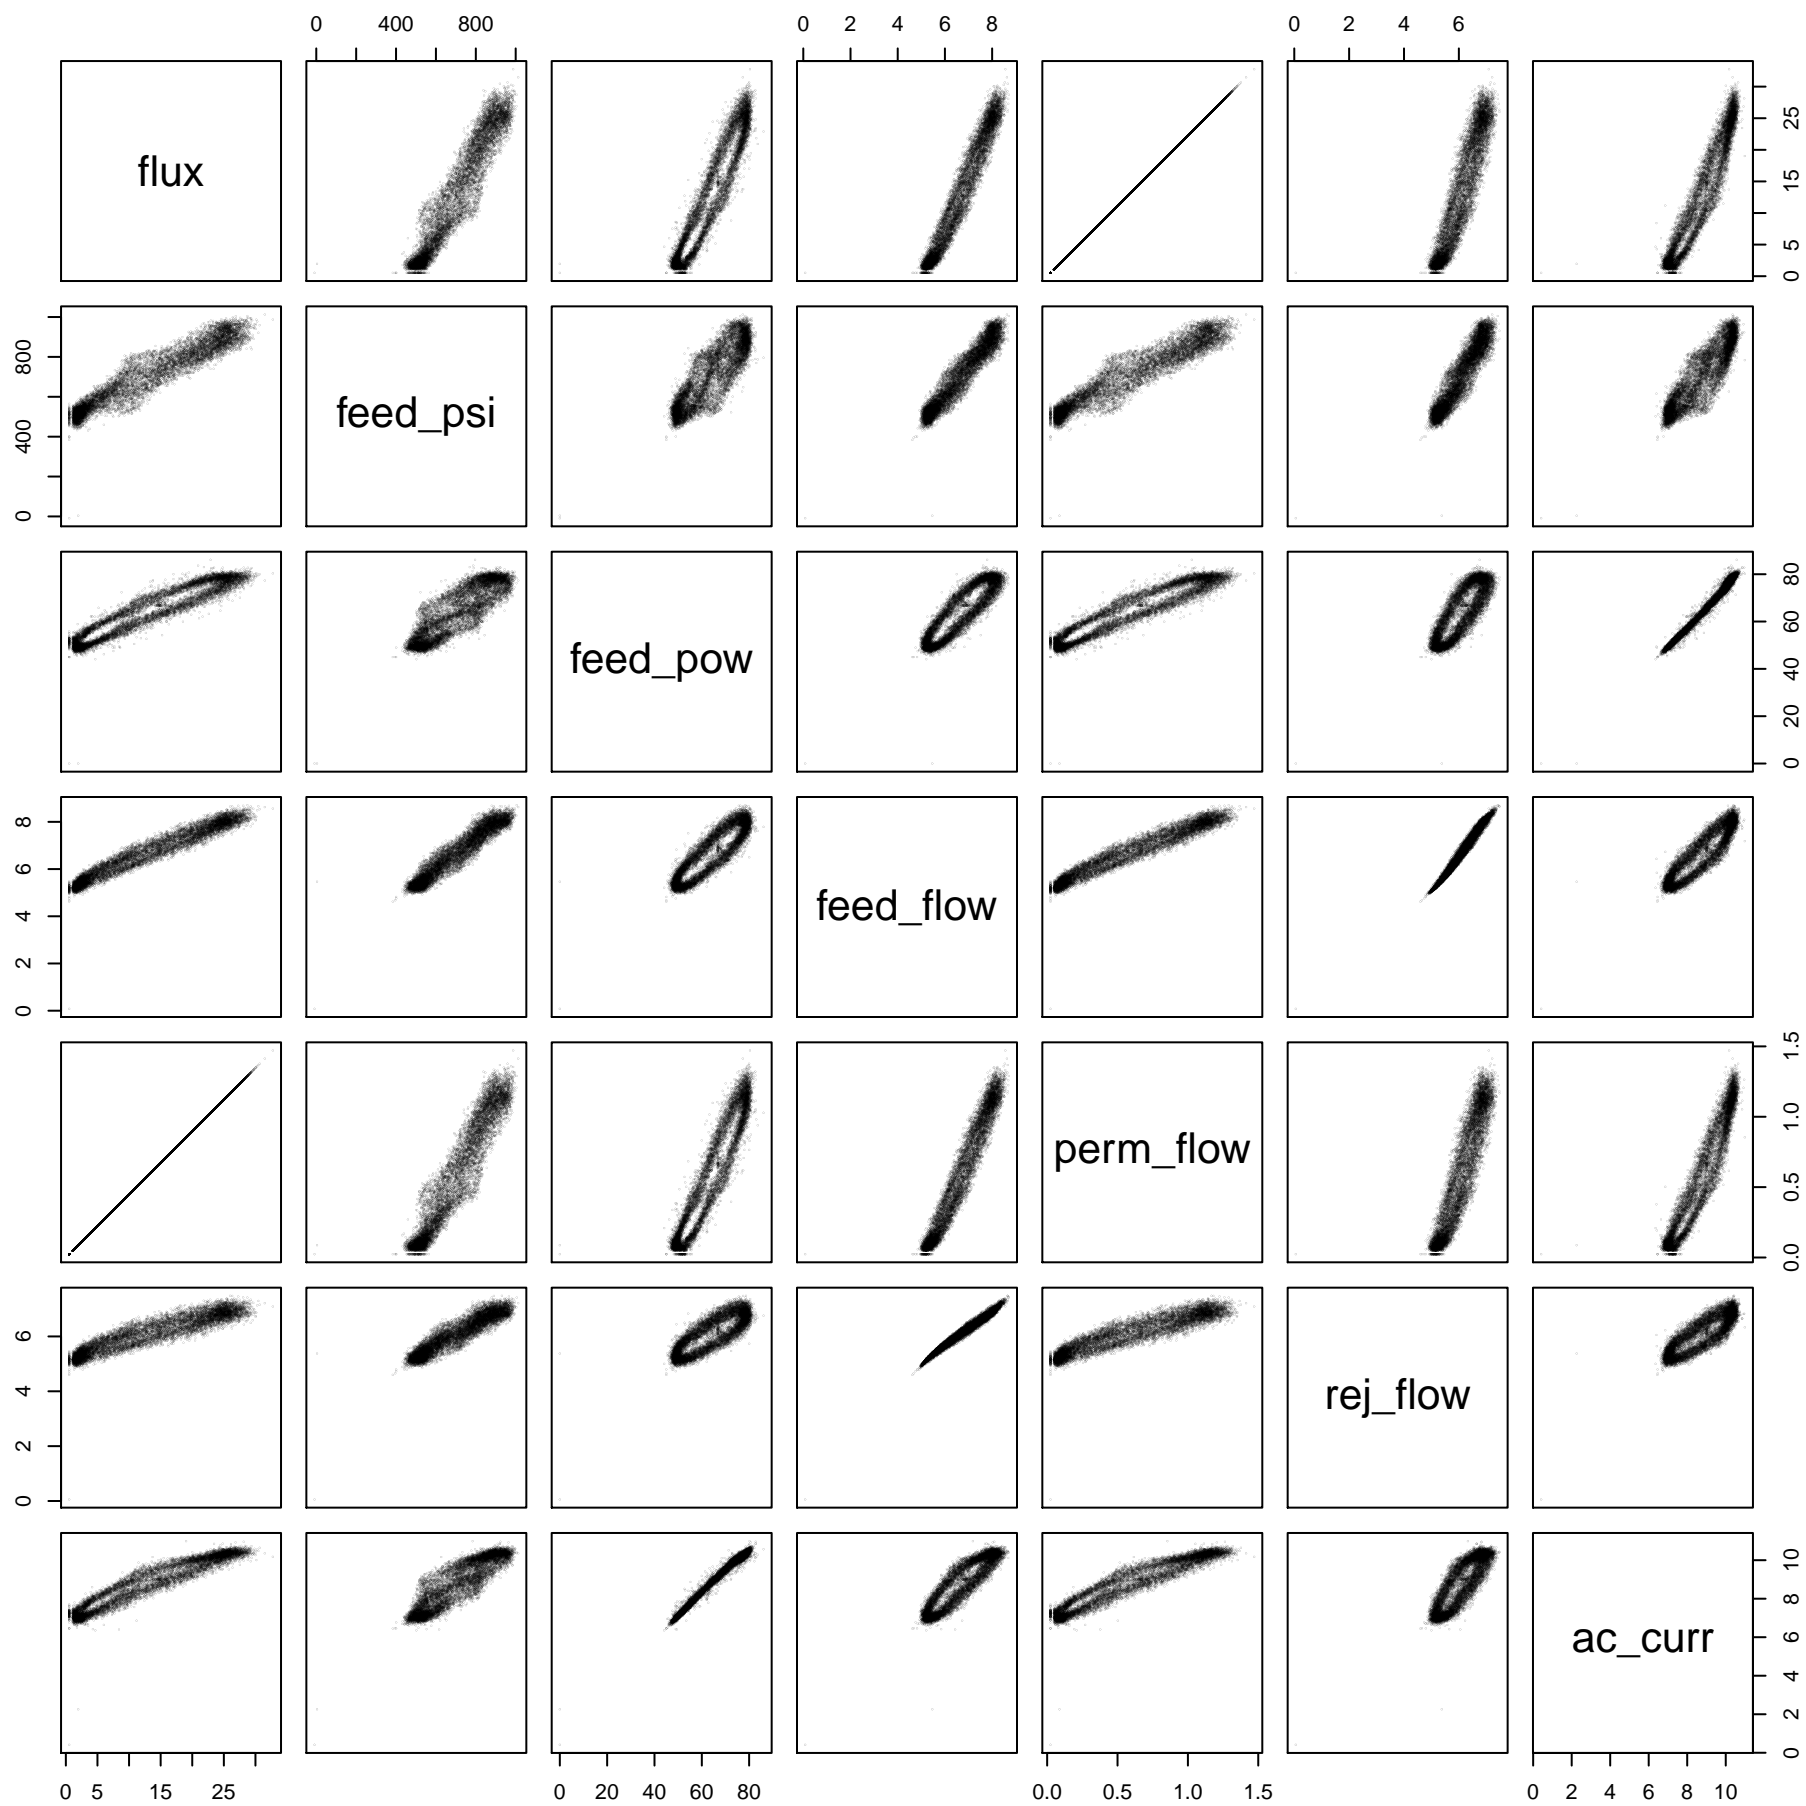 0 400 800 0 2 4 6 8 0 2 4 6
flux
0 5 15 25
feed_psi
0 400 800
feed_pow
0 20 40 60 80
feed_flow
0 2 4 6 8
perm_flow
0.0 0.5 1.0 1.5
rej_flow
0 2 4 6
ac_curr
0 2 4 6 8 10
0 5 15 25 0 20 40 60 80 0.0 0.5 1.0 1.5 0 2 4 6 8 10